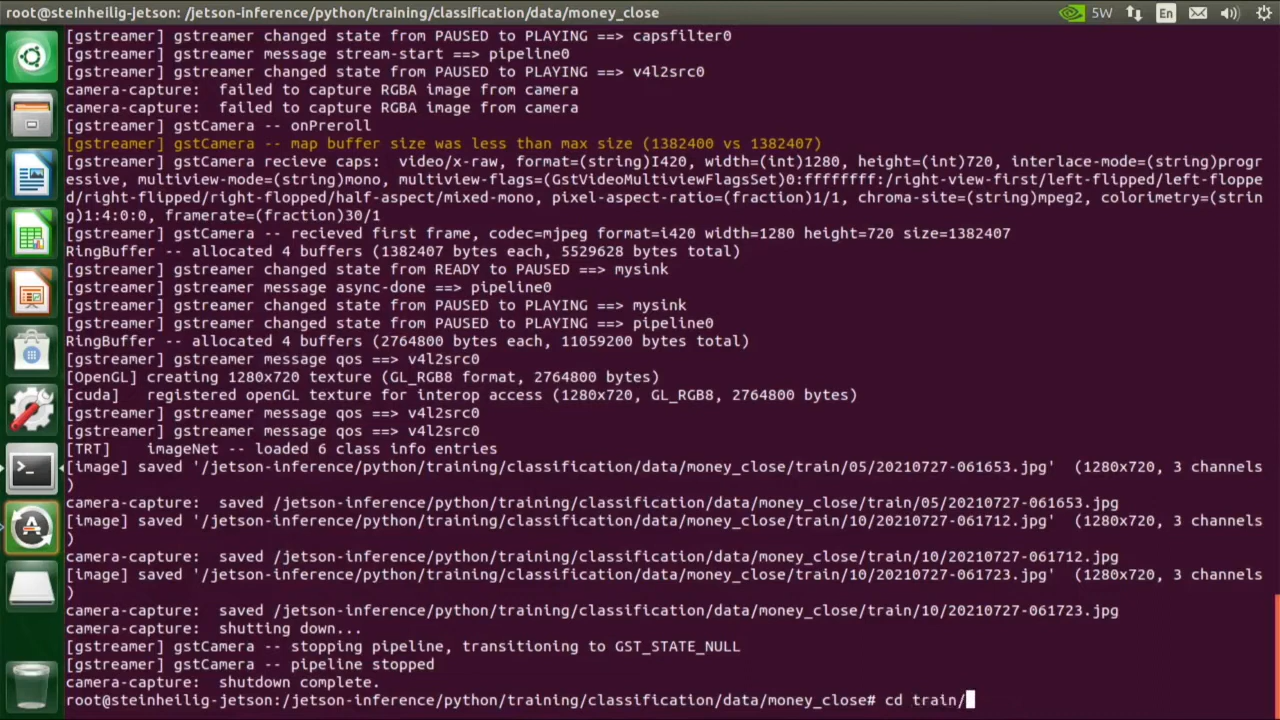 root@steinheilig-jetson: /jetson-inference/python/training/classification/data/money_close
5W
En
[gstreamer] gstreamer changed state from PAUSED to PLAYING ==> capsfilter0
[gstreamer] gstreamer message stream-start ==> pipeline0
[gstreamer] gstreamer changed state from PAUSED to PLAYING ==> v4l2src0
camera-capture:  failed to capture RGBA image from camera
camera-capture:  failed to capture RGBA image from camera
[gstreamer] gstCamera -- onPreroll
[gstreamer] gstCamera -- map buffer size was less than max size (1382400 vs 1382407)
[gstreamer] gstCamera recieve caps:  video/x-raw, format=(string)I420, width=(int)1280, height=(int)720, interlace-mode=(string)progr
essive, multiview-mode=(string)mono, multiview-flags=(GstVideoMultiviewFlagsSet)0:ffffffff:/right-view-first/left-flipped/left-floppe
d/right-flipped/right-flopped/half-aspect/mixed-mono, pixel-aspect-ratio=(fraction)1/1, chroma-site=(string)mpeg2, colorimetry=(strin
g)1:4:0:0, framerate=(fraction)30/1
[gstreamer] gstCamera -- recieved first frame, codec=mjpeg format=i420 width=1280 height=720 size=1382407
RingBuffer -- allocated 4 buffers (1382407 bytes each, 5529628 bytes total)
[gstreamer] gstreamer changed state from READY to PAUSED ==> mysink
[gstreamer] gstreamer message async-done ==> pipeline0
[gstreamer] gstreamer changed state from PAUSED to PLAYING ==> mysink
[gstreamer] gstreamer changed state from PAUSED to PLAYING ==> pipeline0
RingBuffer -- allocated 4 buffers (2764800 bytes each, 11059200 bytes total)
[gstreamer] gstreamer message qos ==> v4l2src0
[OpenGL] creating 1280x720 texture (GL_RGB8 format, 2764800 bytes)
[cuda]   registered openGL texture for interop access (1280x720, GL_RGB8, 2764800 bytes)
[gstreamer] gstreamer message qos ==> v4l2src0
[gstreamer] gstreamer message qos ==> v4l2src0
[TRT]    imageNet -- loaded 6 class info entries
[image] saved '/jetson-inference/python/training/classification/data/money_close/train/05/20210727-061653.jpg'  (1280x720, 3 channels
)
camera-capture:  saved /jetson-inference/python/training/classification/data/money_close/train/05/20210727-061653.jpg
[image] saved '/jetson-inference/python/training/classification/data/money_close/train/10/20210727-061712.jpg'  (1280x720, 3 channels
)
camera-capture:  saved /jetson-inference/python/training/classification/data/money_close/train/10/20210727-061712.jpg
[image] saved '/jetson-inference/python/training/classification/data/money_close/train/10/20210727-061723.jpg'  (1280x720, 3 channels
)
camera-capture:  saved /jetson-inference/python/training/classification/data/money_close/train/10/20210727-061723.jpg
camera-capture:  shutting down...
[gstreamer] gstCamera -- stopping pipeline, transitioning to GST_STATE_NULL
[gstreamer] gstCamera -- pipeline stopped
camera-capture:  shutdown complete.
root@steinheilig-jetson:/jetson-inference/python/training/classification/data/money_close# cd train/